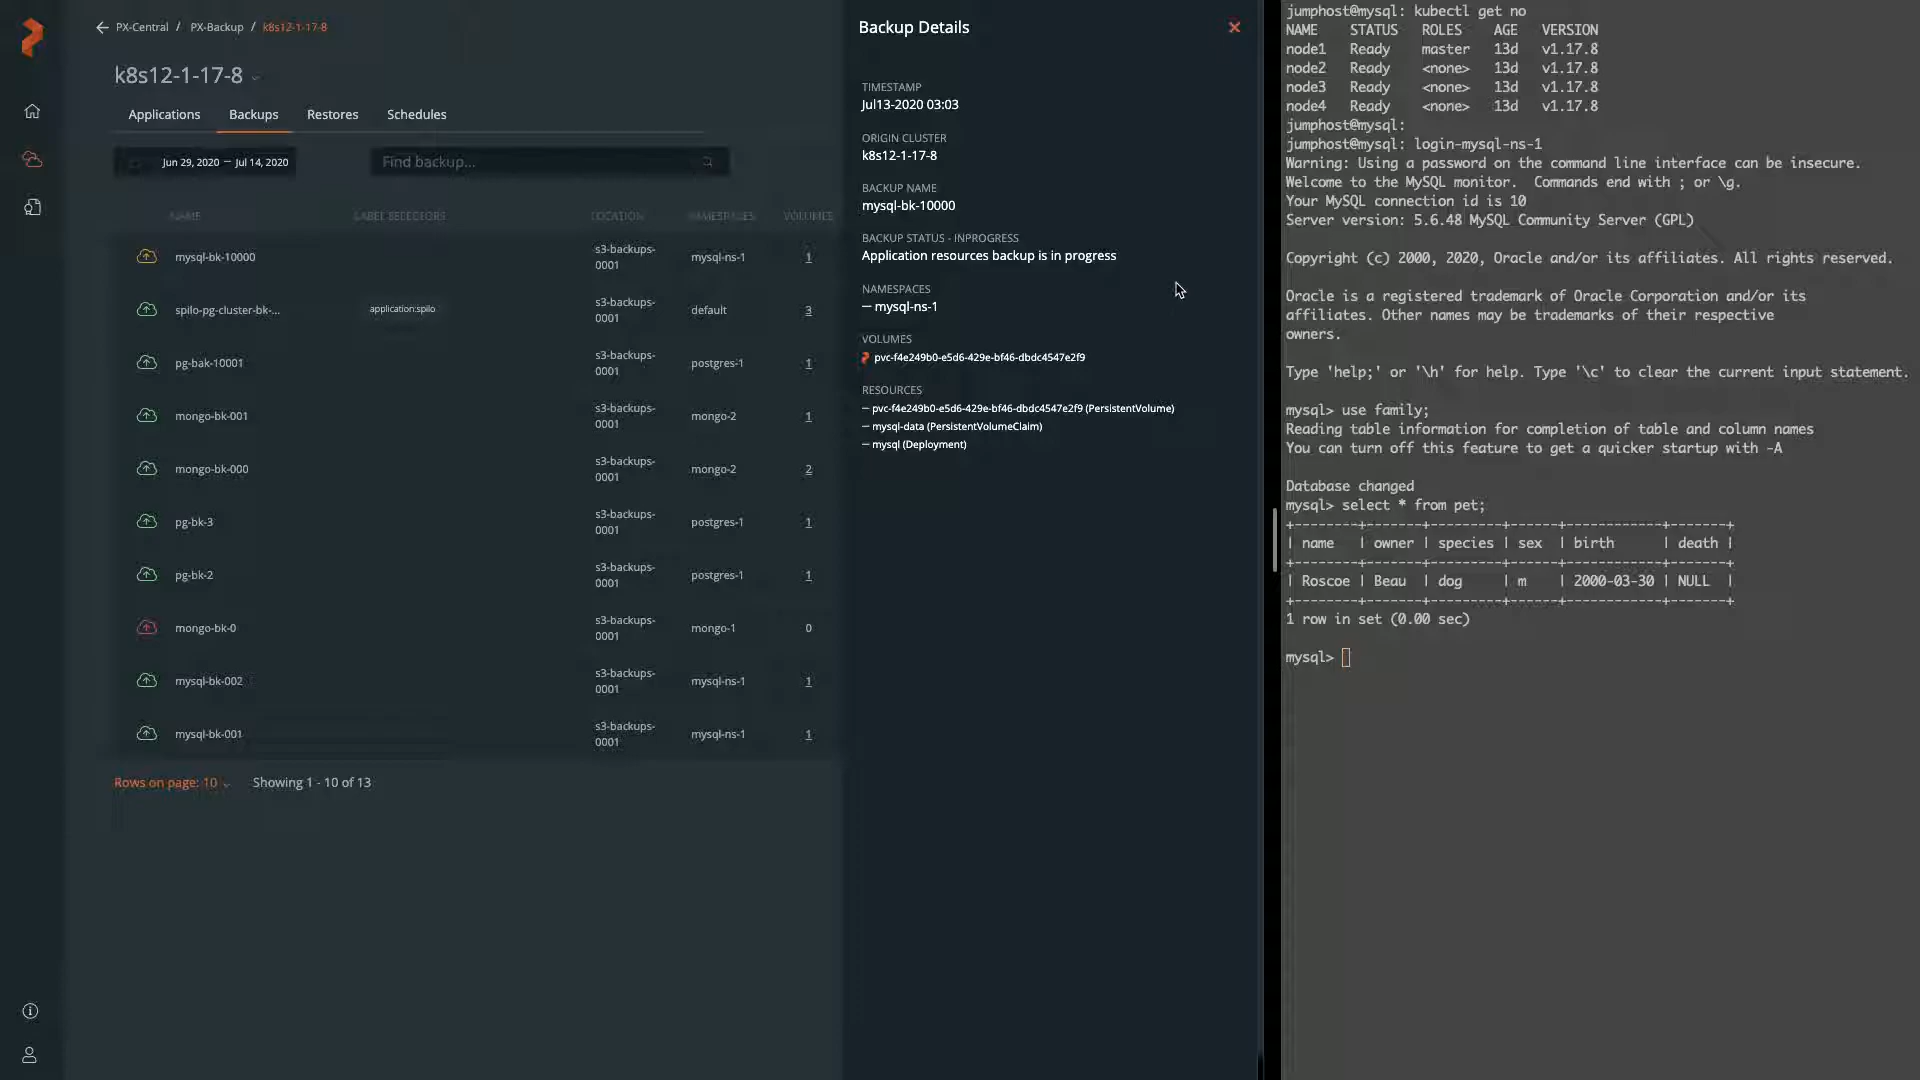 PX-Central / PX-Backup / k8s12-1-17-8
k8s12-1-17-8
Applications Backups Restores Schedules
Jun 29, 2020 — Jul 14, 2020 Find backup...
NAME LABEL SELECTORS LOCATION NAMESPACES VOLUMES
mysql-bk-10000 s3-backups-0001 mysql-ns-1 1
spilo-pg-cluster-bk-... application:spilo s3-backups-0001 default 3
pg-bak-10001 s3-backups-0001 postgres-1 1
mongo-bk-001 s3-backups-0001 mongo-2 1
mongo-bk-000 s3-backups-0001 mongo-2 2
pg-bk-3 s3-backups-0001 postgres-1 1
pg-bk-2 s3-backups-0001 postgres-1 1
mongo-bk-0 s3-backups-0001 mongo-1 0
mysql-bk-002 s3-backups-0001 mysql-ns-1 1
mysql-bk-001 s3-backups-0001 mysql-ns-1 1
Rows on page: 10 Showing 1 - 10 of 13
Backup Details
TIMESTAMP
Jul13-2020 03:03
ORIGIN CLUSTER
k8s12-1-17-8
BACKUP NAME
mysql-bk-10000
BACKUP STATUS - INPROGRESS
Application resources backup is in progress
NAMESPACES
— mysql-ns-1
VOLUMES
pvc-f4e249b0-e5d6-429e-bf46-dbdc4547e2f9
RESOURCES
— pvc-f4e249b0-e5d6-429e-bf46-dbdc4547e2f9 (PersistentVolume)
— mysql-data (PersistentVolumeClaim)
— mysql (Deployment)
jumphost@mysql: kubectl get no
NAME STATUS ROLES AGE VERSION
node1 Ready master 13d v1.17.8
node2 Ready <none> 13d v1.17.8
node3 Ready <none> 13d v1.17.8
node4 Ready <none> 13d v1.17.8
jumphost@mysql:
jumphost@mysql: login-mysql-ns-1
Warning: Using a password on the command line interface can be insecure.
Welcome to the MySQL monitor.  Commands end with ; or \g.
Your MySQL connection id is 10
Server version: 5.6.48 MySQL Community Server (GPL)
Copyright (c) 2000, 2020, Oracle and/or its affiliates. All rights reserved.
Oracle is a registered trademark of Oracle Corporation and/or its
affiliates. Other names may be trademarks of their respective
owners.
Type 'help;' or '\h' for help. Type '\c' to clear the current input statement.
mysql> use family;
Reading table information for completion of table and column names
You can turn off this feature to get a quicker startup with -A
Database changed
mysql> select * from pet;
+--------+-------+---------+------+------------+-------+
| name   | owner | species | sex  | birth      | death |
+--------+-------+---------+------+------------+-------+
| Roscoe | Beau  | dog     | m    | 2000-03-30 | NULL  |
+--------+-------+---------+------+------------+-------+
1 row in set (0.00 sec)
mysql>